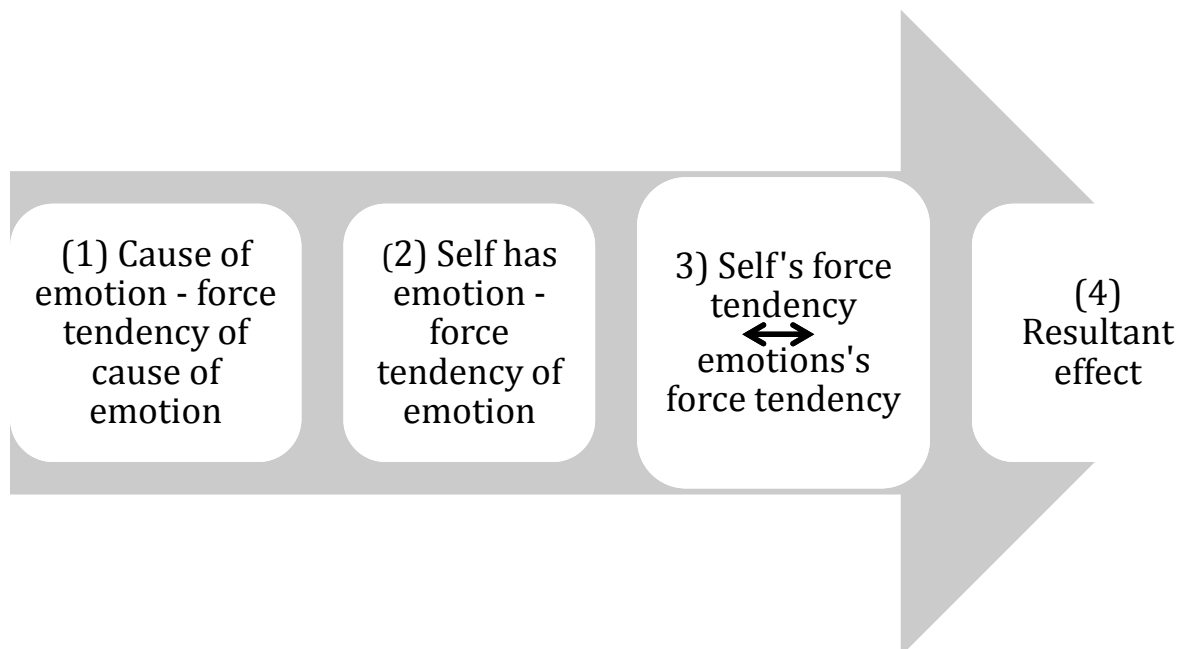 (1) Cause of
emotion - force
tendency of
cause of
emotion
(2) Self has
emotion -
force
tendency of
emotion
3) Self's force
tendency
emotions's
force tendency
(4)
Resultant
effect